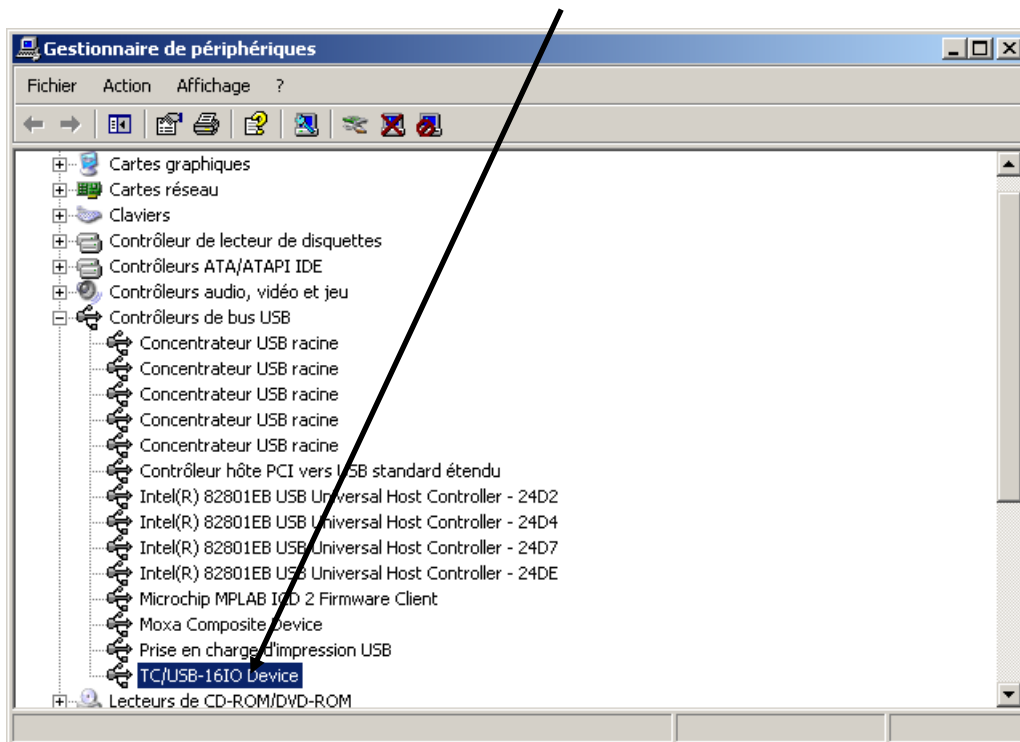 Gestionnaire de périphériques
Fichier Action Affichage ?
Cartes graphiques
Cartes réseau
Claviers
Contrôleur de lecteur de disquettes
Contrôleurs ATA/ATAPI IDE
Contrôleurs audio, vidéo et jeu
Contrôleurs de bus USB
Concentrateur USB racine
Concentrateur USB racine
Concentrateur USB racine
Concentrateur USB racine
Concentrateur USB racine
Contrôleur hôte PCI vers USB standard étendu
Intel(R) 82801EB USB Universal Host Controller - 24D2
Intel(R) 82801EB USB Universal Host Controller - 24D4
Intel(R) 82801EB USB Universal Host Controller - 24D7
Intel(R) 82801EB USB Universal Host Controller - 24DE
Microchip MPLAB ICD 2 Firmware Client
Moxa Composite Device
Prise en charge d'impression USB
TC/USB-16IO Device
Lecteurs de CD-ROM/DVD-ROM